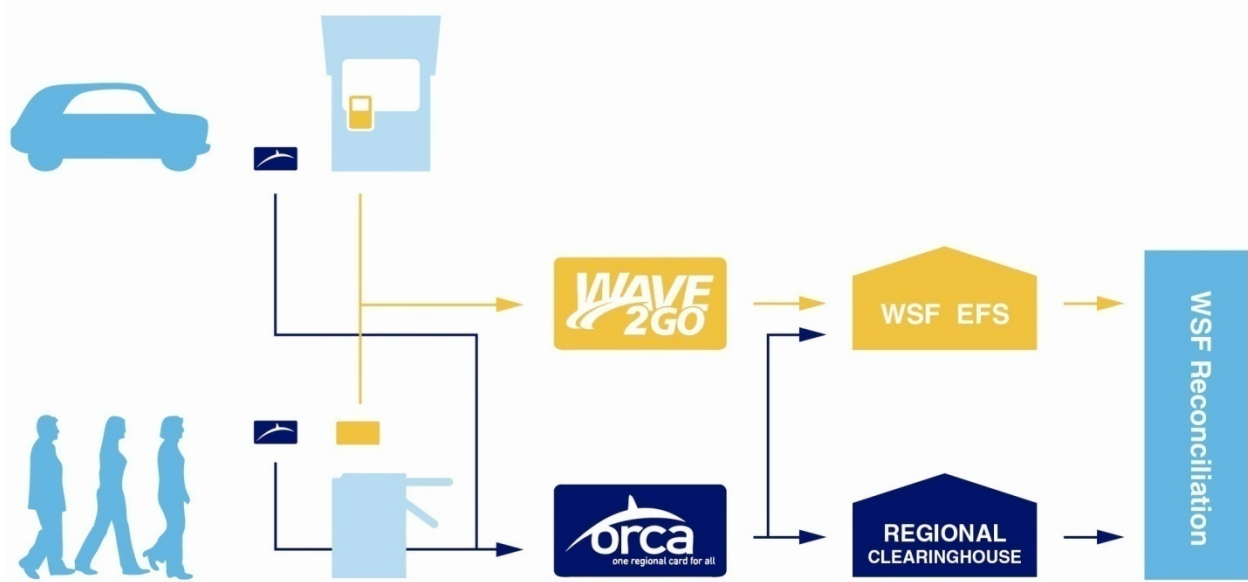 WAVE
2GO
WSF EFS
WSF Reconciliation
orca
one regional card for all
REGIONAL
CLEARINGHOUSE